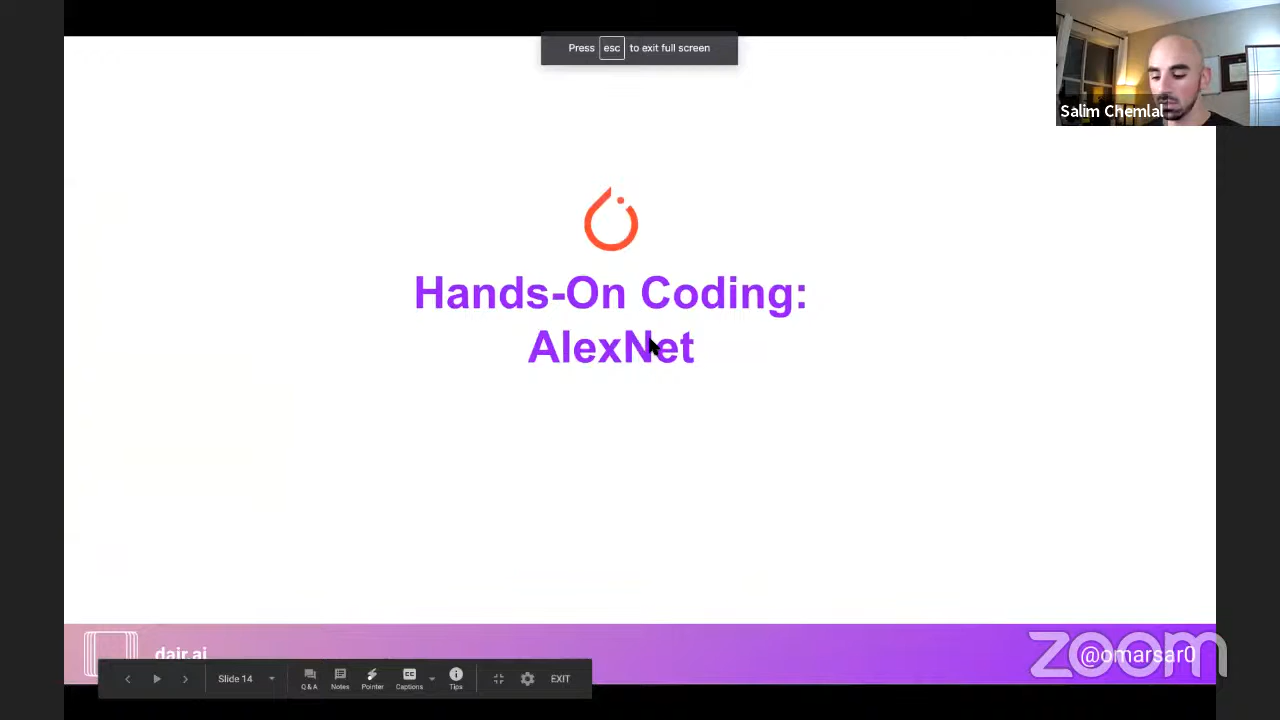 Press esc to exit full screen
Salim Chemlal
Hands-On Coding:
AlexNet
dair.ai
zoom
@omarsar0
Slide 14
Q & A
Notes
Pointer
Captions
Tips
EXIT